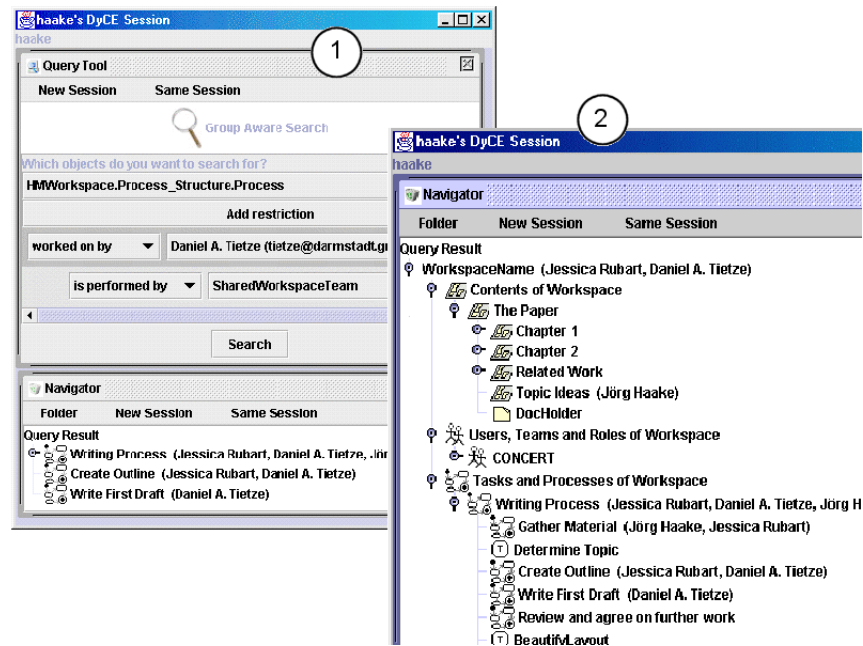 haake's DyCE Session
haake
1
Query Tool
New Session Same Session
Group Aware Search
Which objects do you want to search for?
HMWorkspace.Process_Structure.Process
Add restriction
worked on by Daniel A. Tietze (tietze@darmstadt.g
is performed by SharedWorkspaceTeam
Search
Navigator
Folder New Session Same Session
Query Result
Writing Process (Jessica Rubart, Daniel A. Tietze, Jör
Create Outline (Jessica Rubart, Daniel A. Tietze)
Write First Draft (Daniel A. Tietze)
2
haake's DyCE Session
haake
Navigator
Folder New Session Same Session
Query Result
WorkspaceName (Jessica Rubart, Daniel A. Tietze)
Contents of Workspace
The Paper
Chapter 1
Chapter 2
Related Work
Topic Ideas (Jörg Haake)
DocHolder
Users, Teams and Roles of Workspace
CONCERT
Tasks and Processes of Workspace
Writing Process (Jessica Rubart, Daniel A. Tietze, Jörg H
Gather Material (Jörg Haake, Jessica Rubart)
T Determine Topic
Create Outline (Jessica Rubart, Daniel A. Tietze)
Write First Draft (Daniel A. Tietze)
Review and agree on further work
T BeautifyLayout